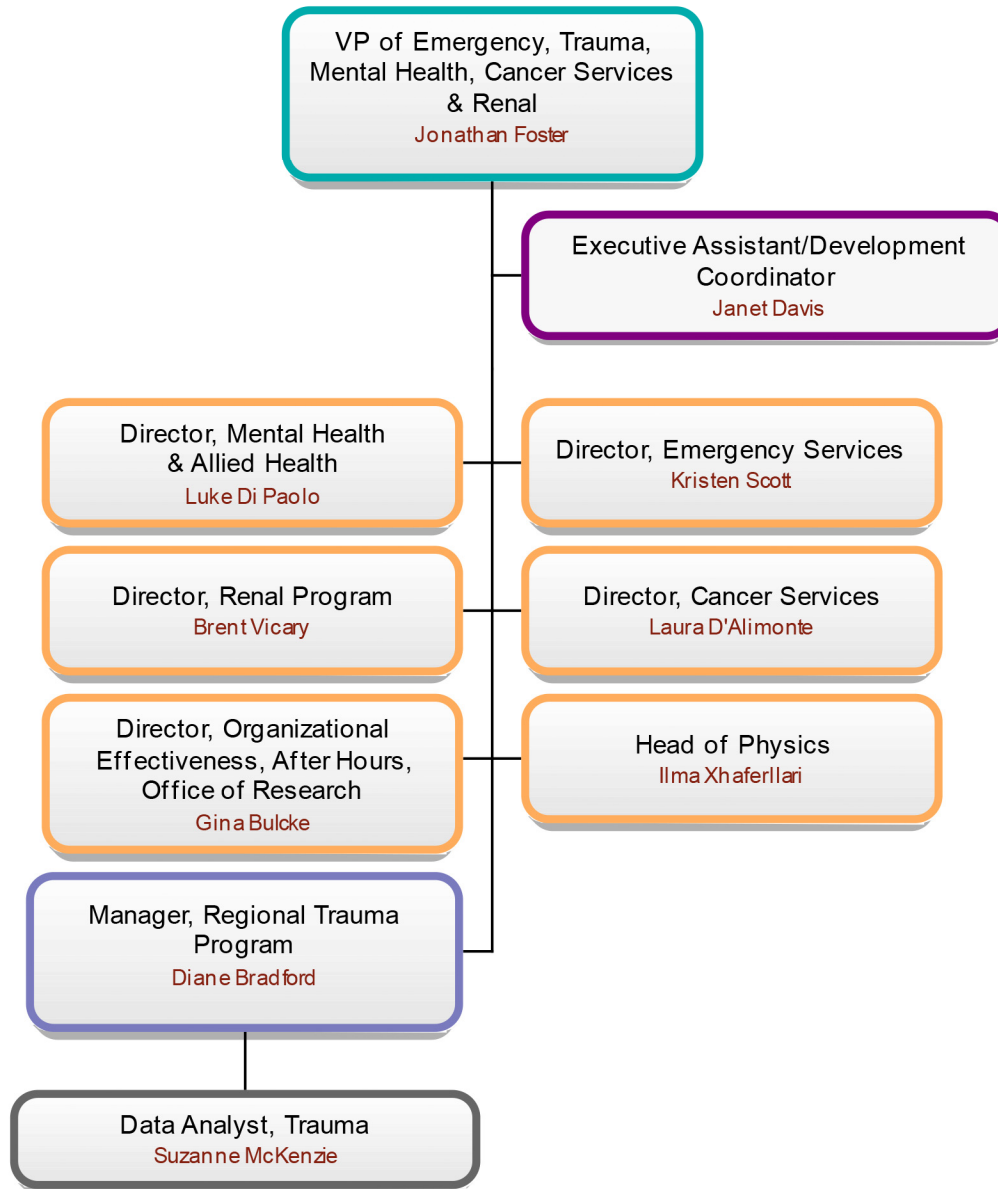 VP of Emergency, Trauma,
Mental Health, Cancer Services
& Renal
Jonathan Foster
Executive Assistant/Development
Coordinator
Janet Davis
Director, Mental Health
& Allied Health
Luke Di Paolo
Director, Emergency Services
Kristen Scott
Director, Renal Program
Brent Vicary
Director, Cancer Services
Laura D'Alimonte
Director, Organizational
Effectiveness, After Hours,
Office of Research
Gina Bulcke
Head of Physics
Ilma Xhaferllari
Manager, Regional Trauma
Program
Diane Bradford
Data Analyst, Trauma
Suzanne McKenzie